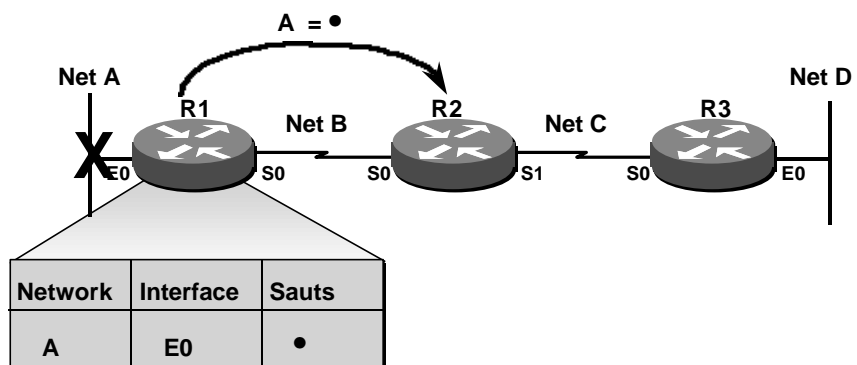 A = •
Net A
Net D
R1
R2
R3
Net B
Net C
E0
S0
S0
S1
S0
E0
Network Interface Sauts
A E0 •